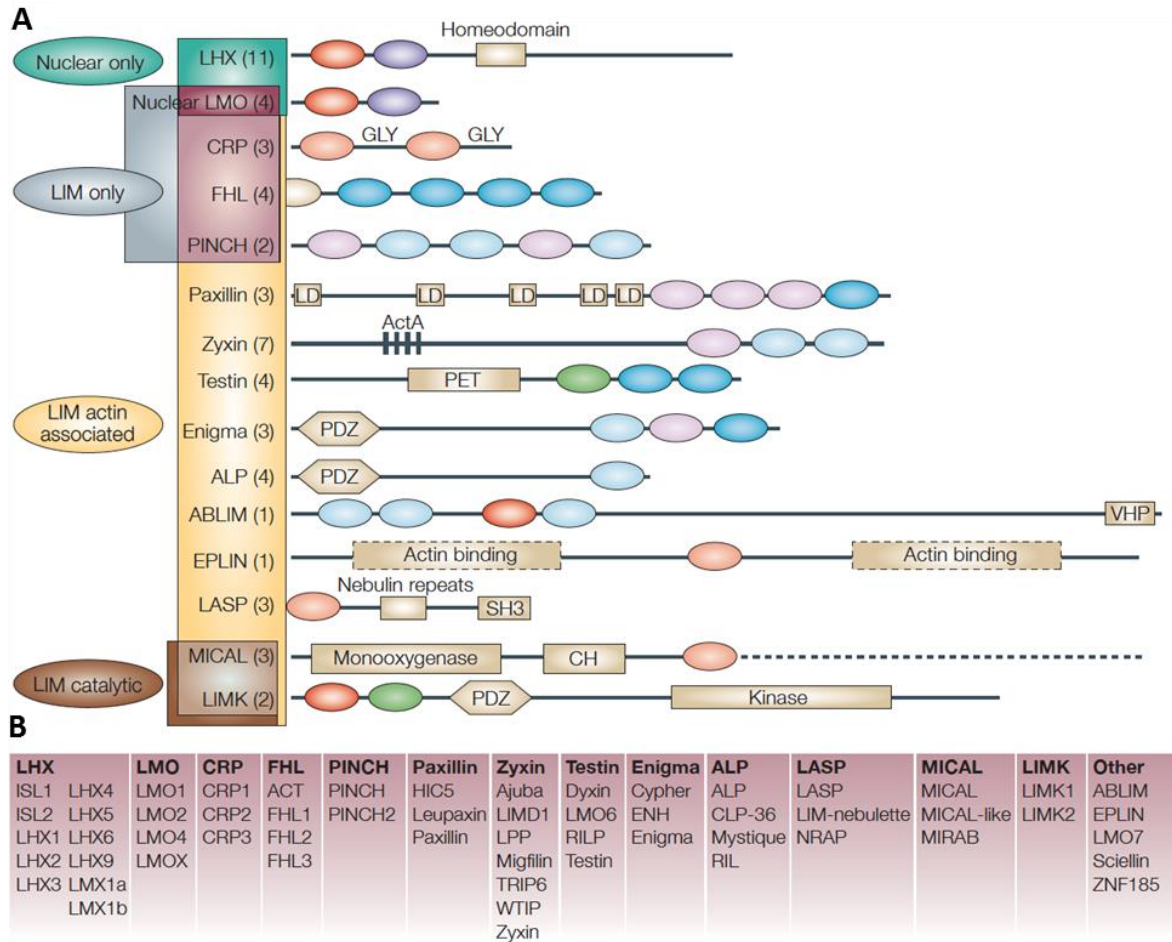 A
Nuclear only
LIM only
LIM actin
associated
LIM catalytic
LHX (11)
Homeodomain
Nuclear LMO (4)
CRP (3)
GLY GLY
FHL (4)
PINCH (2)
Paxillin (3)
LD LD LD LD LD
Zyxin (7)
ActA
Testin (4)
PET
Enigma (3)
PDZ
ALP (4)
PDZ
ABLIM (1)
VHP
EPLIN (1)
Actin binding Actin binding
LASP (3)
Nebulin repeats
SH3
MICAL (3)
Monooxygenase CH
LIMK (2)
PDZ Kinase
B
LHX LMO CRP FHL PINCH Paxillin Zyxin Testin Enigma ALP LASP MICAL LIMK Other
ISL1 LHX4 LMO1 CRP1 ACT PINCH HIC5 Ajuba Dyxin Cypher ALP LASP MICAL LIMK1 ABLIM
ISL2 LHX5 LMO2 CRP2 FHL1 PINCH2 Leupaxin LIMD1 LMO6 ENH CLP-36 LIM-nebulette MICAL-like LIMK2 EPLIN
LHX1 LHX6 LMO4 CRP3 FHL2 Paxillin LPP RILP Enigma Mystique NRAP MIRAB LMO7
LHX2 LHX9 LMOX FHL3 Migfilin Testin RIL Sciellin
LHX3 LMX1a TRIP6 ZNF185
LMX1b WTIP
Zyxin